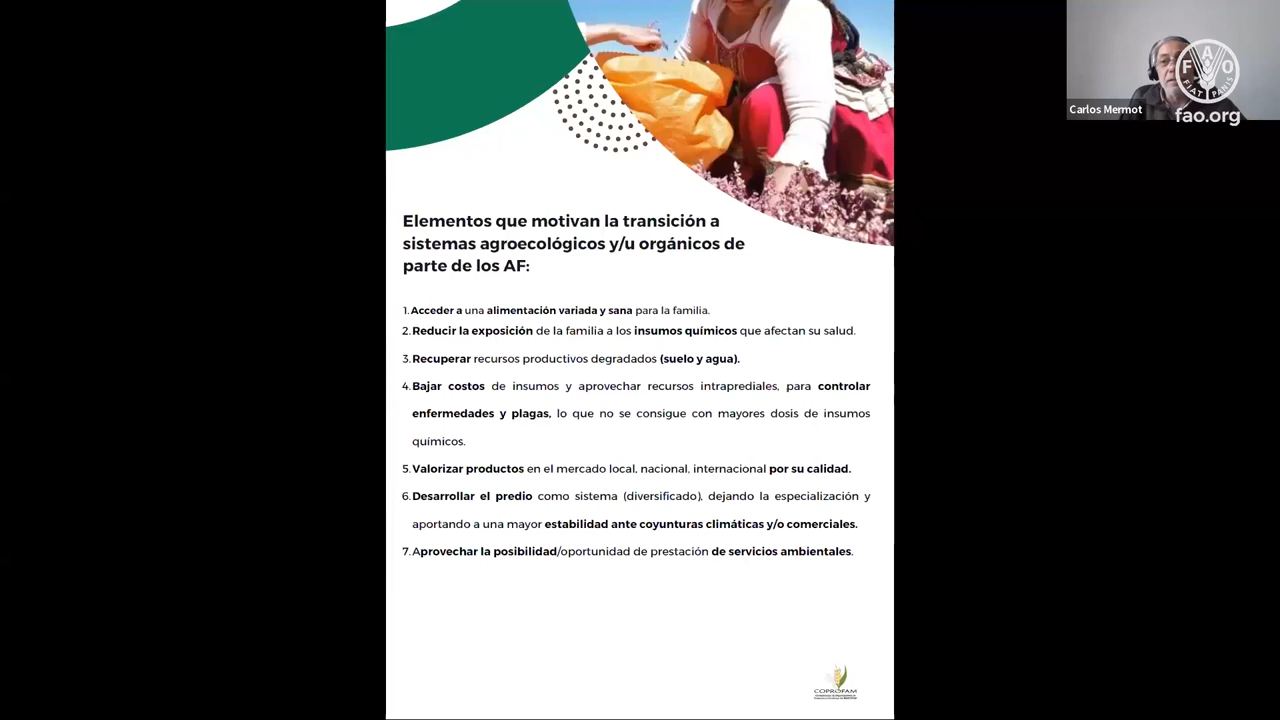 FAO
FIAT PANIS
fao.org
Carlos Mermot
Elementos que motivan la transición a
sistemas agroecológicos y/u orgánicos de
parte de los AF:
1. Acceder a una alimentación variada y sana para la familia.
2. Reducir la exposición de la familia a los insumos químicos que afectan su salud.
3. Recuperar recursos productivos degradados (suelo y agua).
4. Bajar costos de insumos y aprovechar recursos intraprediales, para controlar
enfermedades y plagas, lo que no se consigue con mayores dosis de insumos
químicos.
5. Valorizar productos en el mercado local, nacional, internacional por su calidad.
6. Desarrollar el predio como sistema (diversificado), dejando la especialización y
aportando a una mayor estabilidad ante coyunturas climáticas y/o comerciales.
7. Aprovechar la posibilidad/oportunidad de prestación de servicios ambientales.
COPROFAM